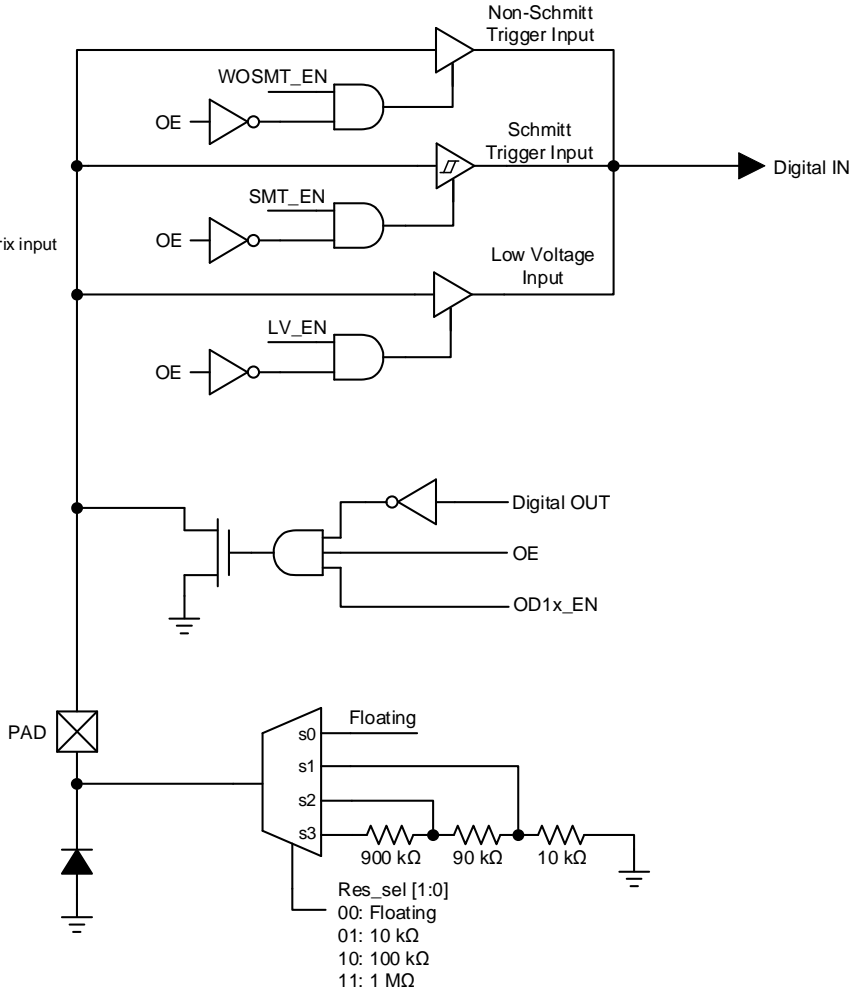 Non-Schmitt
Trigger Input
WOSMT_EN
OE
Schmitt
Trigger Input
Digital IN
SMT_EN
OE
input
Low Voltage
Input
LV_EN
OE
Digital OUT
OE
OD1x_EN
PAD
Floating
s0
s1
s2
s3
900 kΩ
90 kΩ
10 kΩ
Res_sel [1:0]
00: Floating
01: 10 kΩ
10: 100 kΩ
11: 1 MΩ